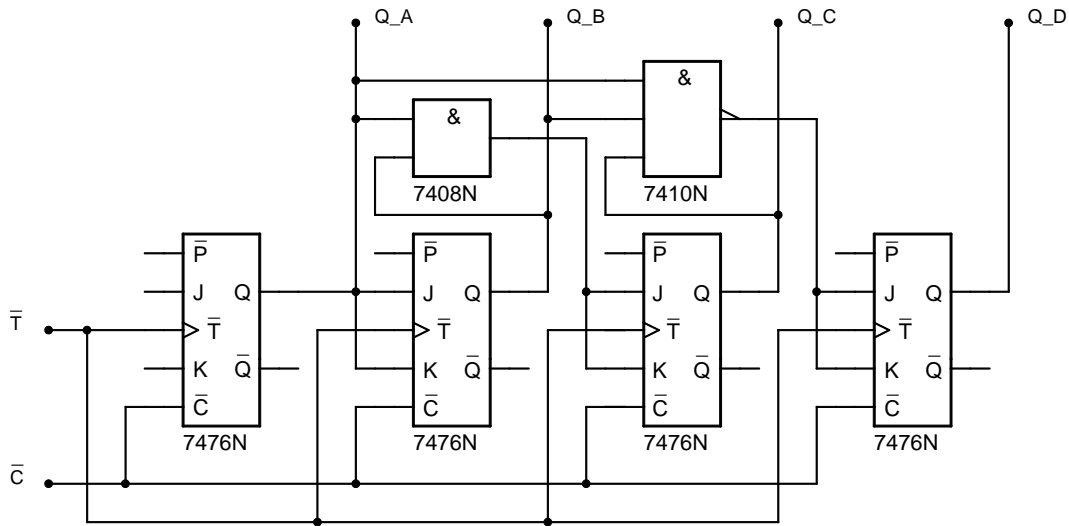 Q_A Q_B Q_C Q_D
&
&
7408N 7410N
P̅ P̅ P̅ P̅
J Q J Q J Q J Q
T̅ T̅ T̅ T̅ T̅
K Q̅ K Q̅ K Q̅ K Q̅
C̅ C̅ C̅ C̅
7476N 7476N 7476N 7476N
C̅